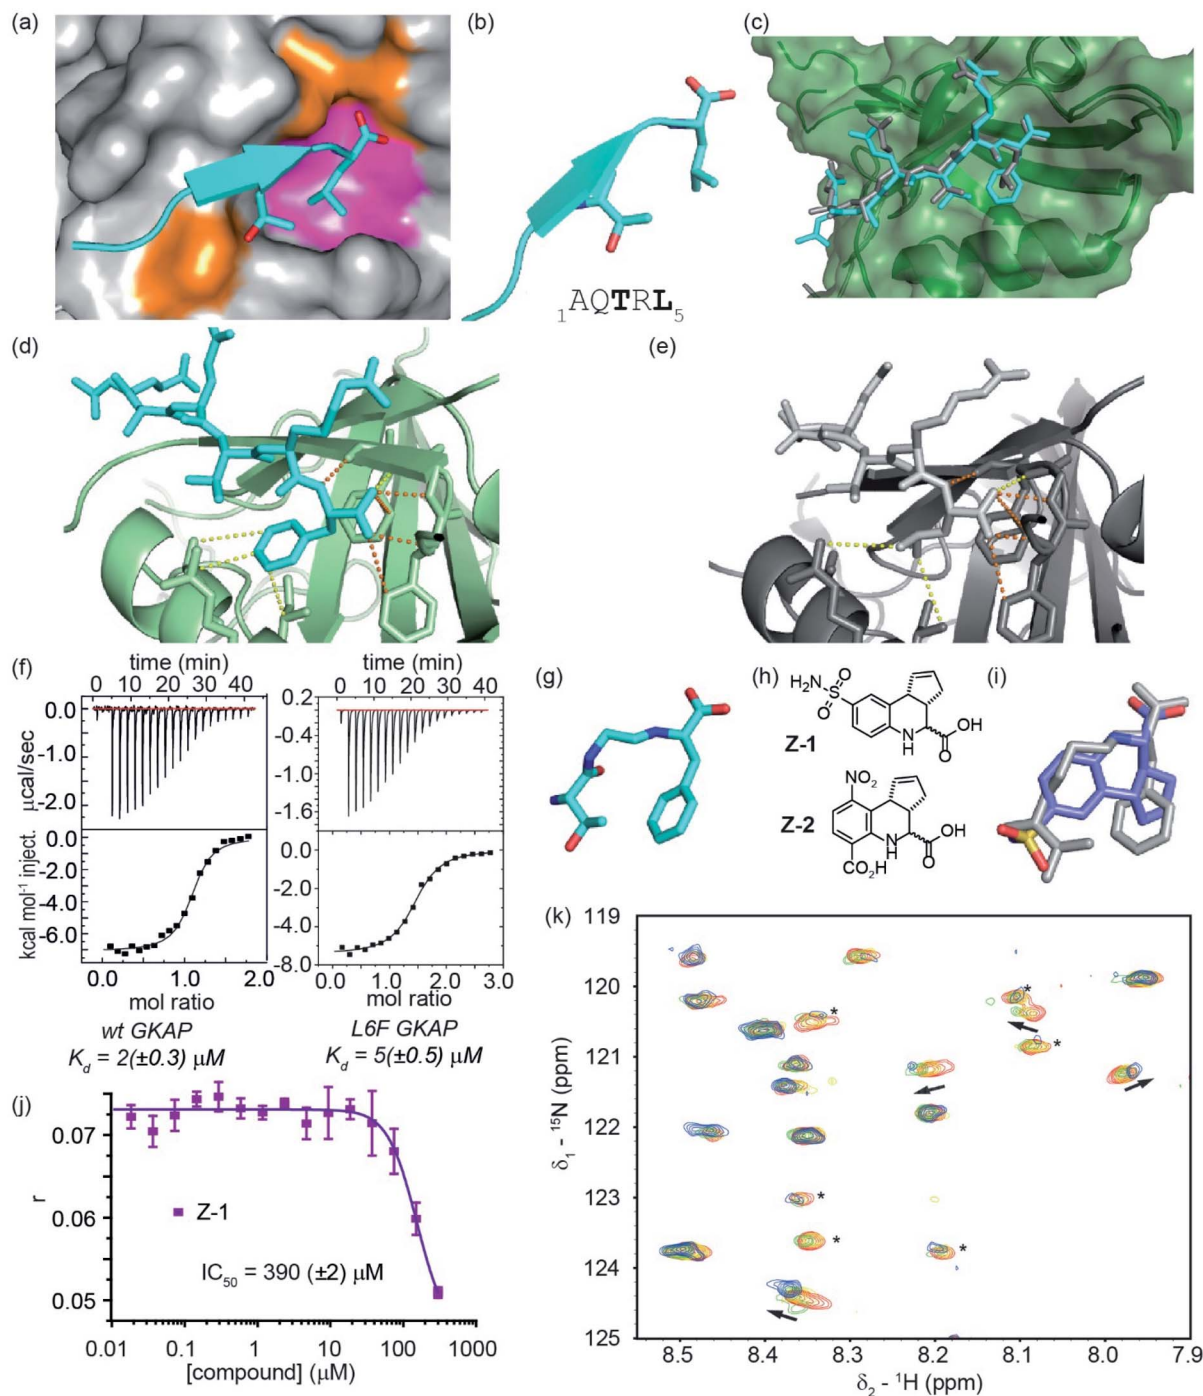 (a)
(b)
(c)
1AQTRL5
(d)
(e)
(f)
time (min)
0 10 20 30 40
time (min)
0 10 20 30 40
0.0
-1.0
-2.0
μcal/sec
0.2
-0.4
-1.0
-1.6
0.0
-2.0
-4.0
-6.0
kcal mol⁻¹ inject.
0.0
-2.0
-4.0
-6.0
-8.0
0.0 1.0 2.0
mol ratio
0.0 1.0 2.0 3.0
mol ratio
wt GKAP
Kd = 2(±0.3) μM
L6F GKAP
Kd = 5(±0.5) μM
(g)
(h)
H2N
S
O
O
Z-1
N
H
O
OH
NO2
Z-2
N
H
O
OH
CO2H
(i)
(j)
r
0.07
0.06
0.05
Z-1
IC50 = 390 (±2) μM
0.01 0.1 1 10 100 1000
[compound] (μM)
(k)
119
120
121
122
123
124
125
δ1 - ¹⁵N (ppm)
*
*
*
*
*
*
8.5 8.4 8.3 8.2 8.1 8.0 7.9
δ2 - ¹H (ppm)